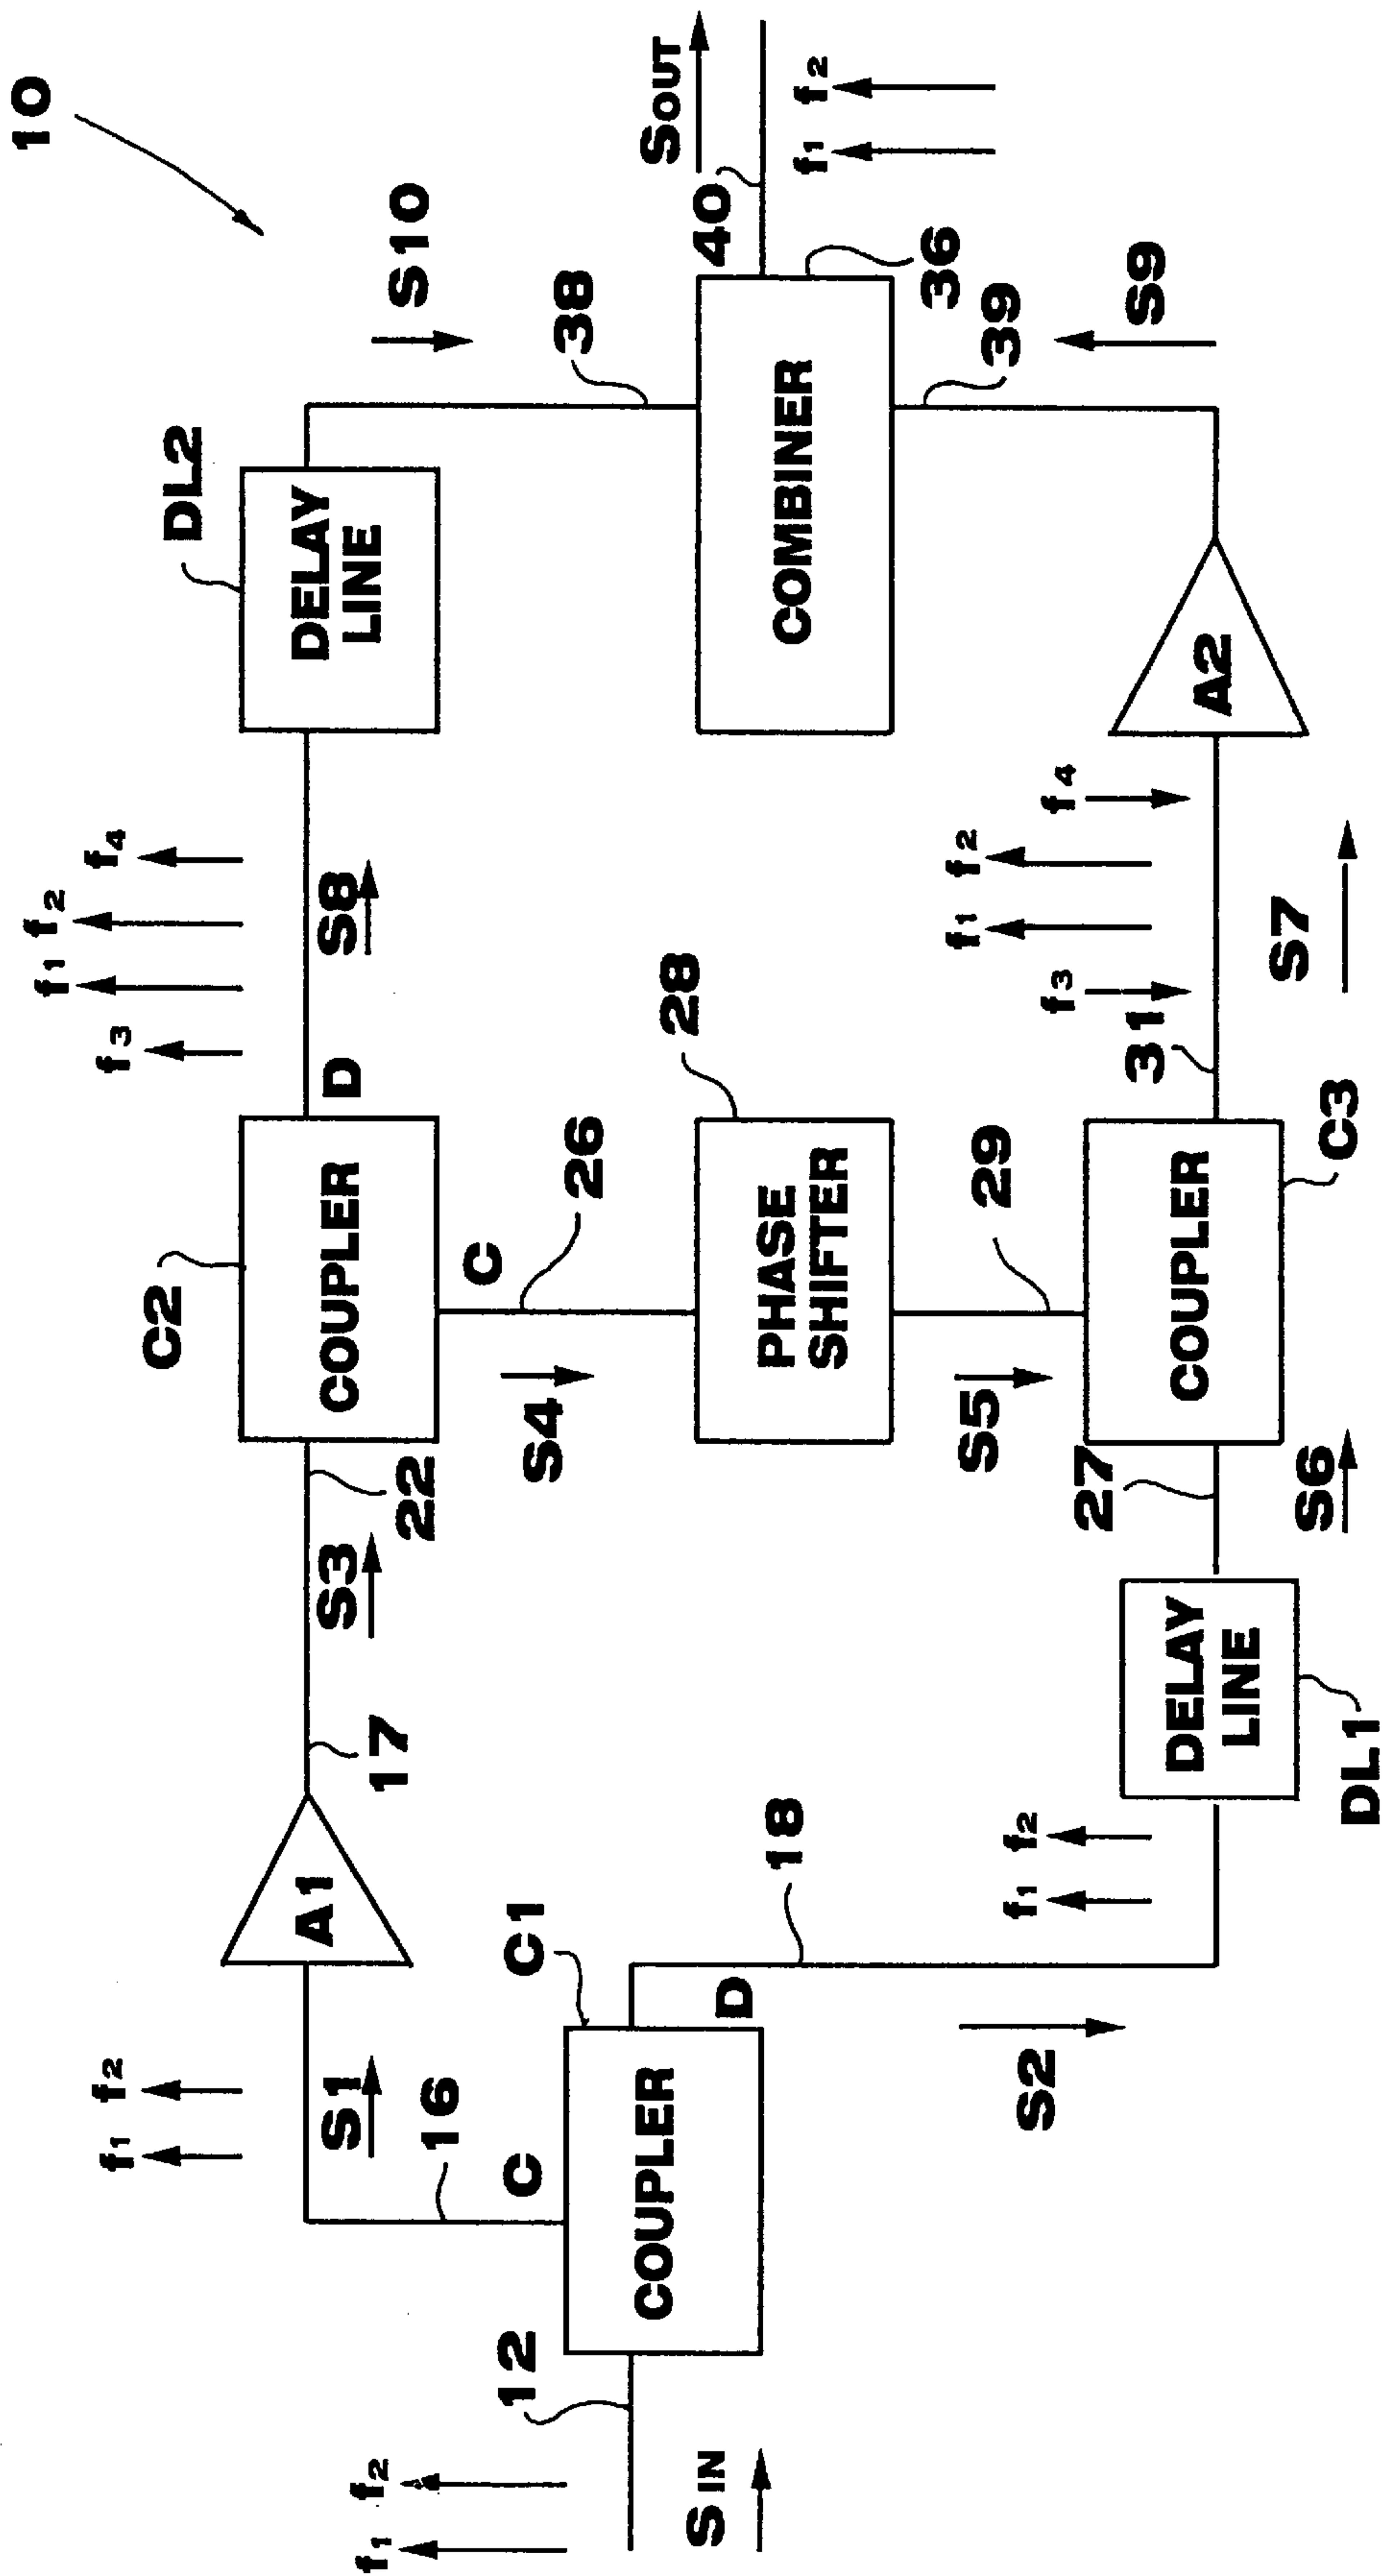 10
f1 f2
S1
16
C
A1
17
S3
22
C2
COUPLER
D
C
26
S4
f3 f1 f2 f4
S8
DL2
DELAY
LINE
S10
38
f1 f2
SIN
12
COUPLER
C1
D
18
S2
f1 f2
DELAY
LINE
DL1
27
S6
PHASE
SHIFTER
28
29
S5
COUPLER
C3
31
f3 f1 f2 f4
S7
A2
S9
39
COMBINER
36
40
SOUT
f1 f2